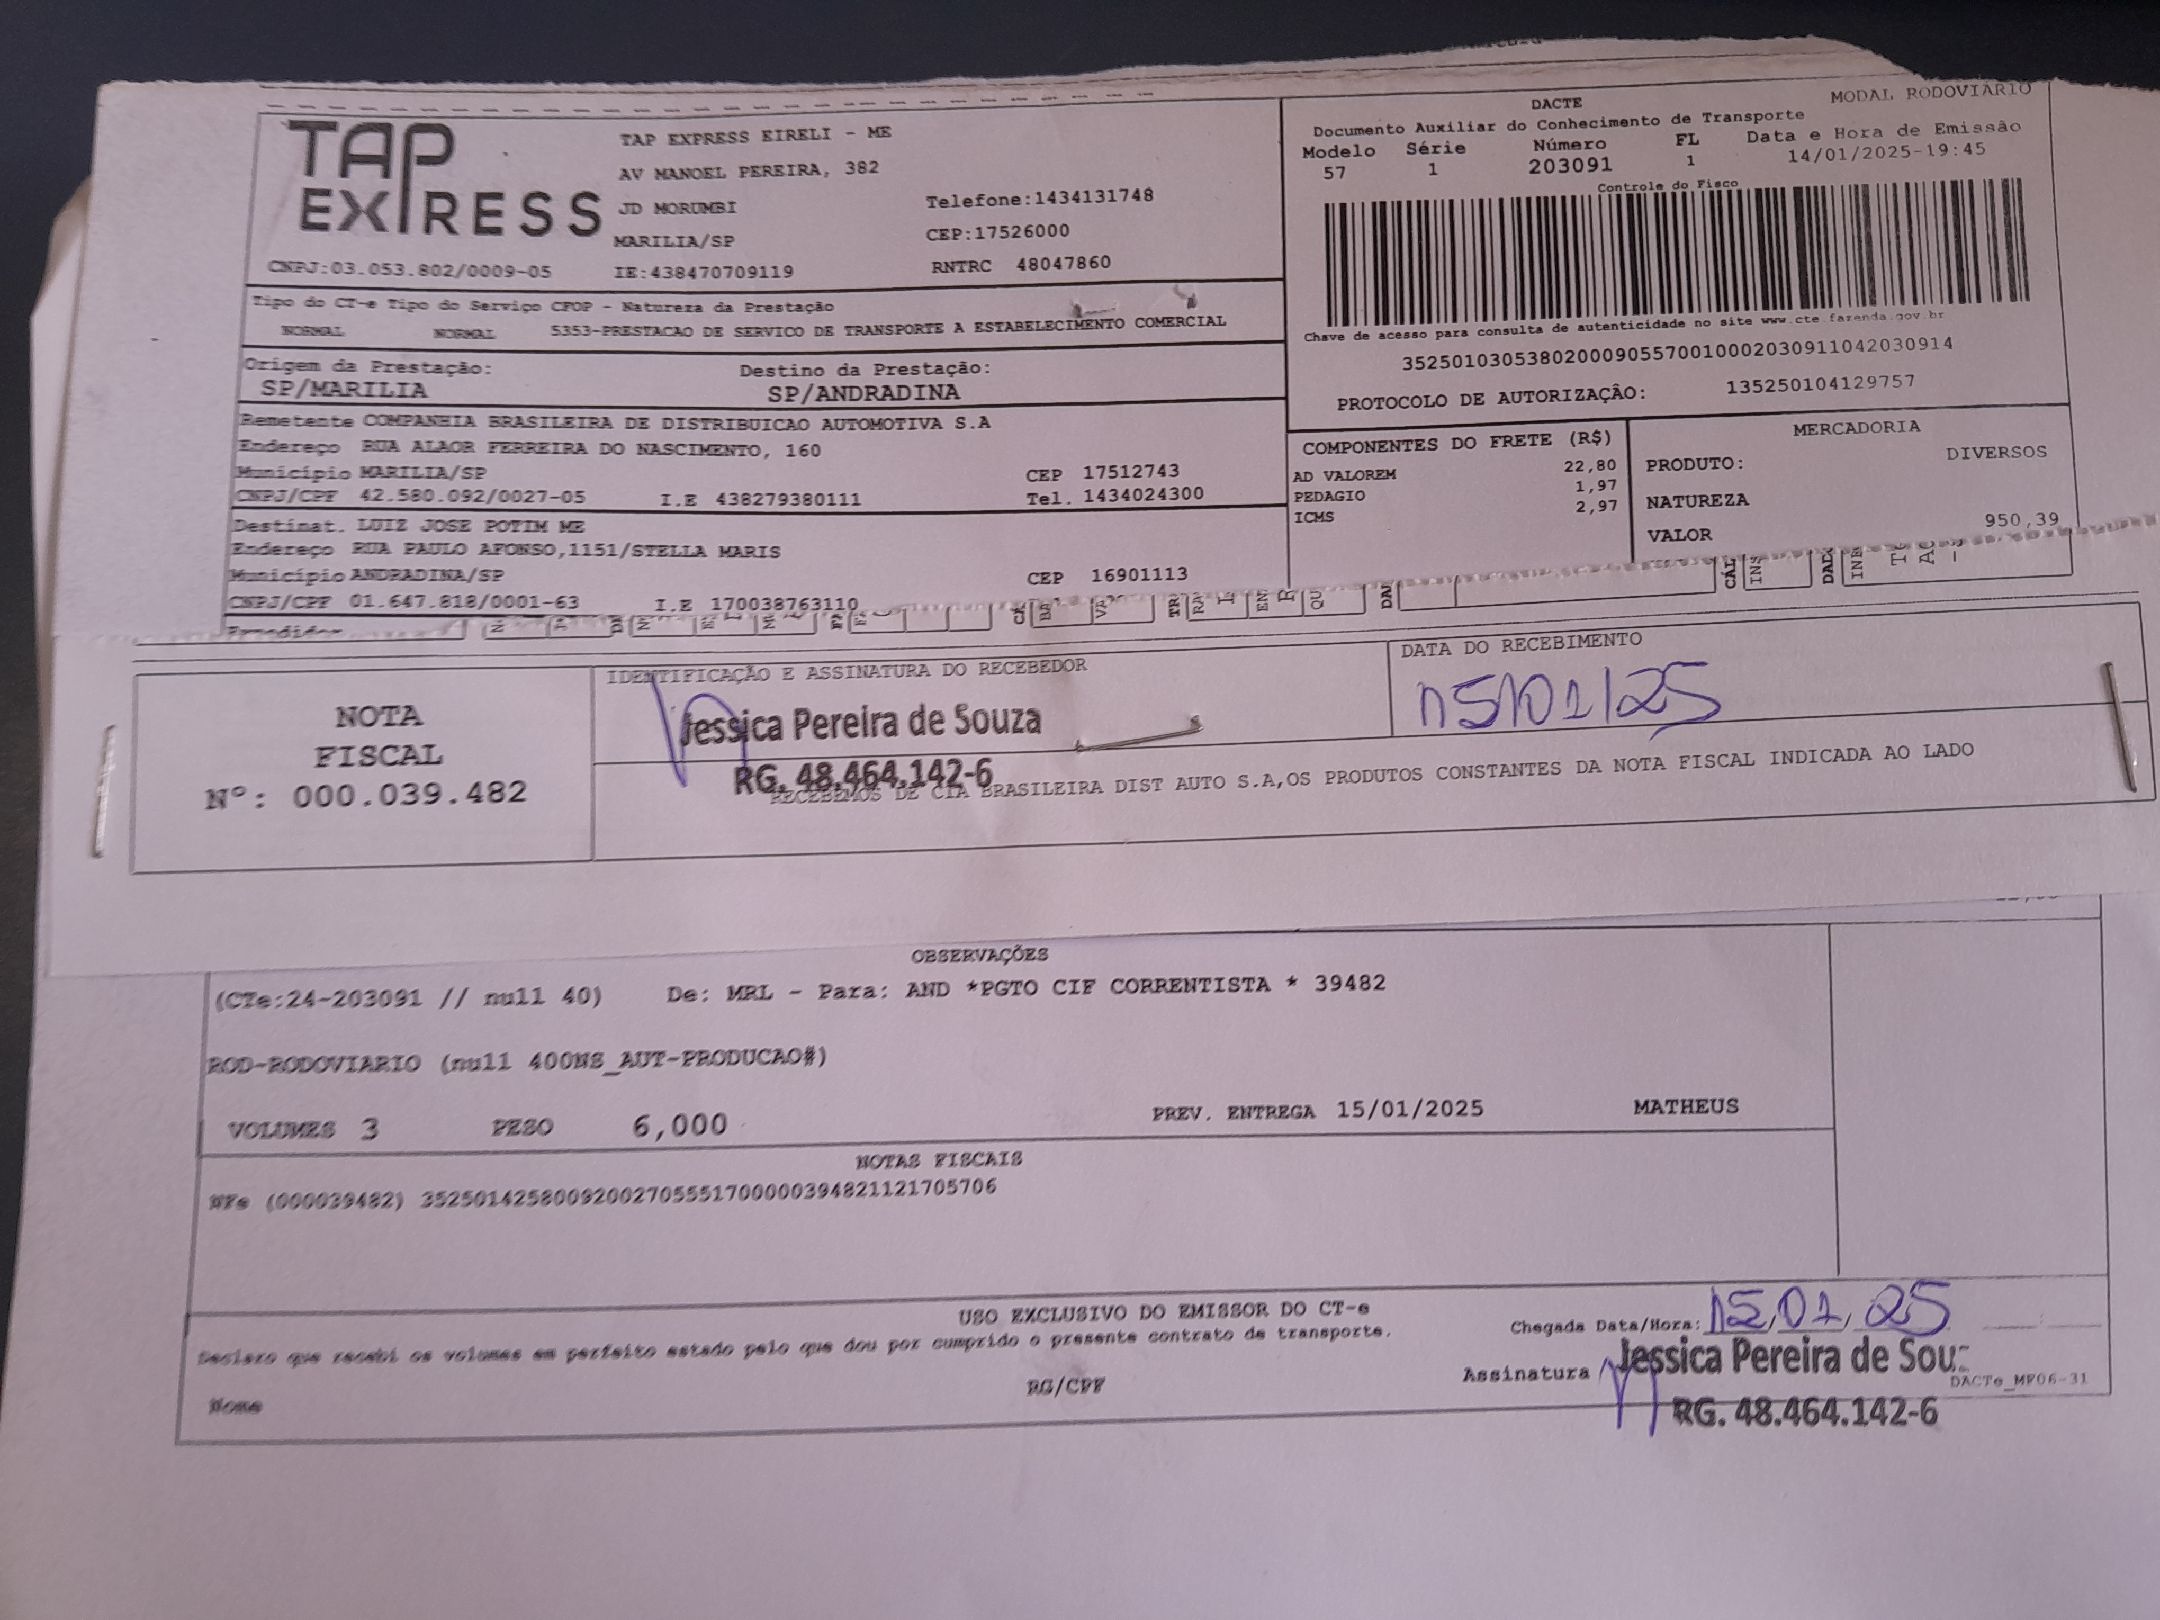 TAP EXPRESS
TAP EXPRESS EIRELI - ME
AV MANOEL PEREIRA, 382
JD MORUMBI Telefone:1434131748
MARILIA/SP CEP:17526000
CNPJ:03.053.802/0009-05 IE:438470709119 RNTRC 48047860
MODAL RODOVIARIO
DACTE
Documento Auxiliar do Conhecimento de Transporte
Modelo Série Número FL Data e Hora de Emissão
57 1 203091 1 14/01/2025-19:45
Controle do Fisco
Chave de acesso para consulta de autenticidade no site www.cte.fazenda.gov.br
35250103053802000905570010002030911042030914
PROTOCOLO DE AUTORIZAÇÃO: 135250104129757
Tipo do CT-e Tipo do Serviço CFOP - Natureza da Prestação
NORMAL NORMAL 5353-PRESTACAO DE SERVICO DE TRANSPORTE A ESTABELECIMENTO COMERCIAL
Origem da Prestação: Destino da Prestação:
SP/MARILIA SP/ANDRADINA
Remetente COMPANHIA BRASILEIRA DE DISTRIBUICAO AUTOMOTIVA S.A
Endereço RUA ALAOR FERREIRA DO NASCIMENTO, 160
Município MARILIA/SP CEP 17512743
CNPJ/CPF 42.580.092/0027-05 I.E 438279380111 Tel. 1434024300
Destinat. LUIZ JOSE POTIM ME
Endereço RUA PAULO AFONSO,1151/STELLA MARIS
Município ANDRADINA/SP CEP 16901113
CNPJ/CPF 01.647.818/0001-63 I.E 170038763110
COMPONENTES DO FRETE (R$)
AD VALOREM 22,80
PEDAGIO 1,97
ICMS 2,97
MERCADORIA
PRODUTO: DIVERSOS
NATUREZA
VALOR 950,39
NOTA
FISCAL
Nº: 000.039.482
IDENTIFICAÇÃO E ASSINATURA DO RECEBEDOR
Jessica Pereira de Souza
RG. 48.464.142-6
DATA DO RECEBIMENTO
15/01/25
RECEBEMOS DE CIA BRASILEIRA DIST AUTO S.A,OS PRODUTOS CONSTANTES DA NOTA FISCAL INDICADA AO LADO
OBSERVAÇÕES
(CTe:24-203091 // null 40) De: MRL - Para: AND *PGTO CIF CORRENTISTA * 39482
ROD-RODOVIARIO (null 400NS_AUT-PRODUCAO#)
VOLUMES 3 PESO 6,000 PREV. ENTREGA 15/01/2025 MATHEUS
NOTAS FISCAIS
NFe (000039482) 35250142580092002705551700000394821121705706
USO EXCLUSIVO DO EMISSOR DO CT-e
Declaro que recebi os volumes em perfeito estado pelo que dou por cumprido o presente contrato de transporte.
Chegada Data/Hora: 15/01/25
Nome RG/CPF Assinatura
Jessica Pereira de Sou
DACTe_MP06-31
RG. 48.464.142-6